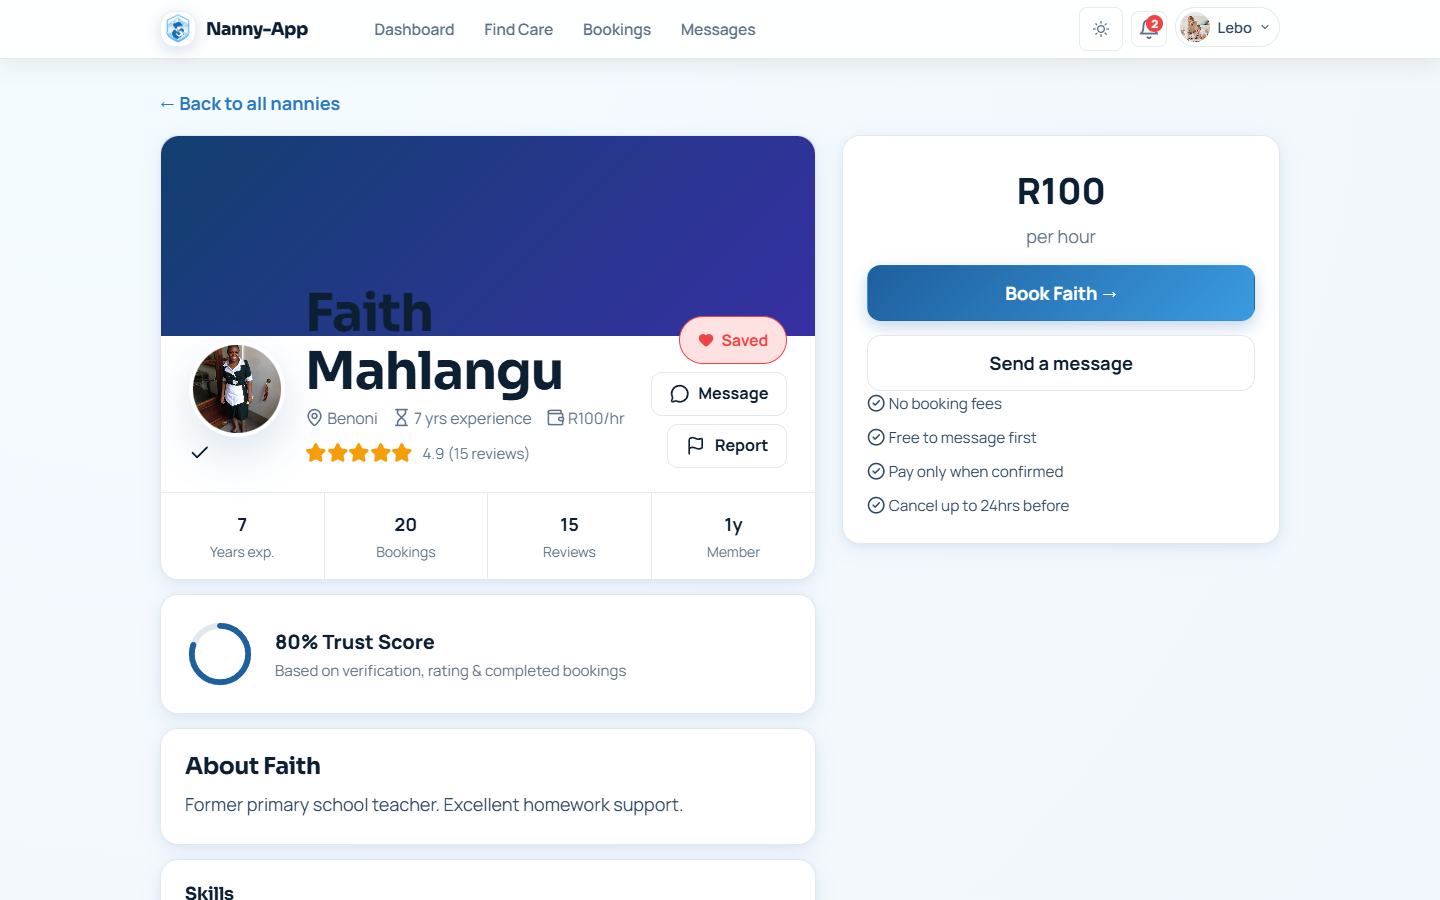 Nanny-App
Dashboard Find Care Bookings Messages
2
Lebo
← Back to all nannies
Faith
Mahlangu
Benoni 7 yrs experience R100/hr
4.9 (15 reviews)
Saved
Message
Report
7
Years exp.
20
Bookings
15
Reviews
1y
Member
80% Trust Score
Based on verification, rating & completed bookings
About Faith
Former primary school teacher. Excellent homework support.
Skills
R100
per hour
Book Faith →
Send a message
No booking fees
Free to message first
Pay only when confirmed
Cancel up to 24hrs before